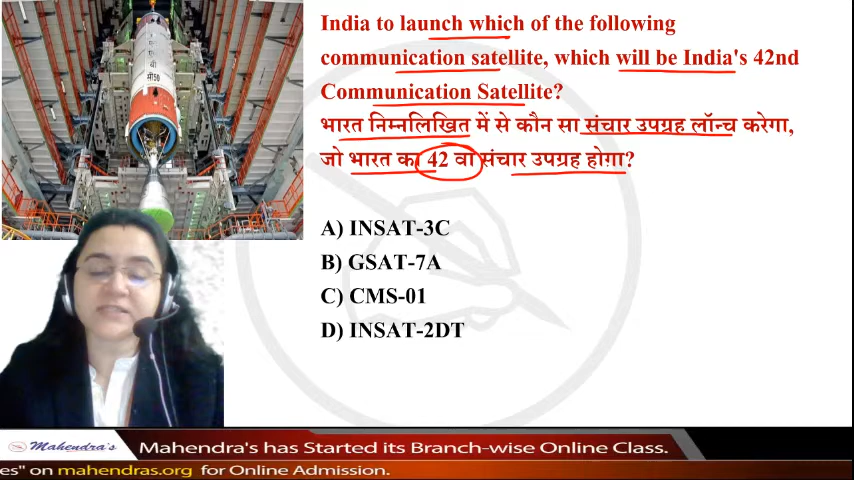 India to launch which of the following
communication satellite, which will be India's 42nd
Communication Satellite?
भारत निम्नलिखित में से कौन सा संचार उपग्रह लॉन्च करेगा,
जो भारत का 42 वा संचार उपग्रह होगा?
A) INSAT-3C
B) GSAT-7A
C) CMS-01
D) INSAT-2DT
Mahendra's
Mahendra's has Started its Branch-wise Online Class.
es" on mahendras.org for Online Admission.